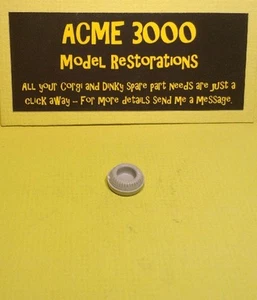 ACME 3000
Model Restorations
All your Corgi and Dinky Spare part Needs are just a
click away -- For more details send me a message.